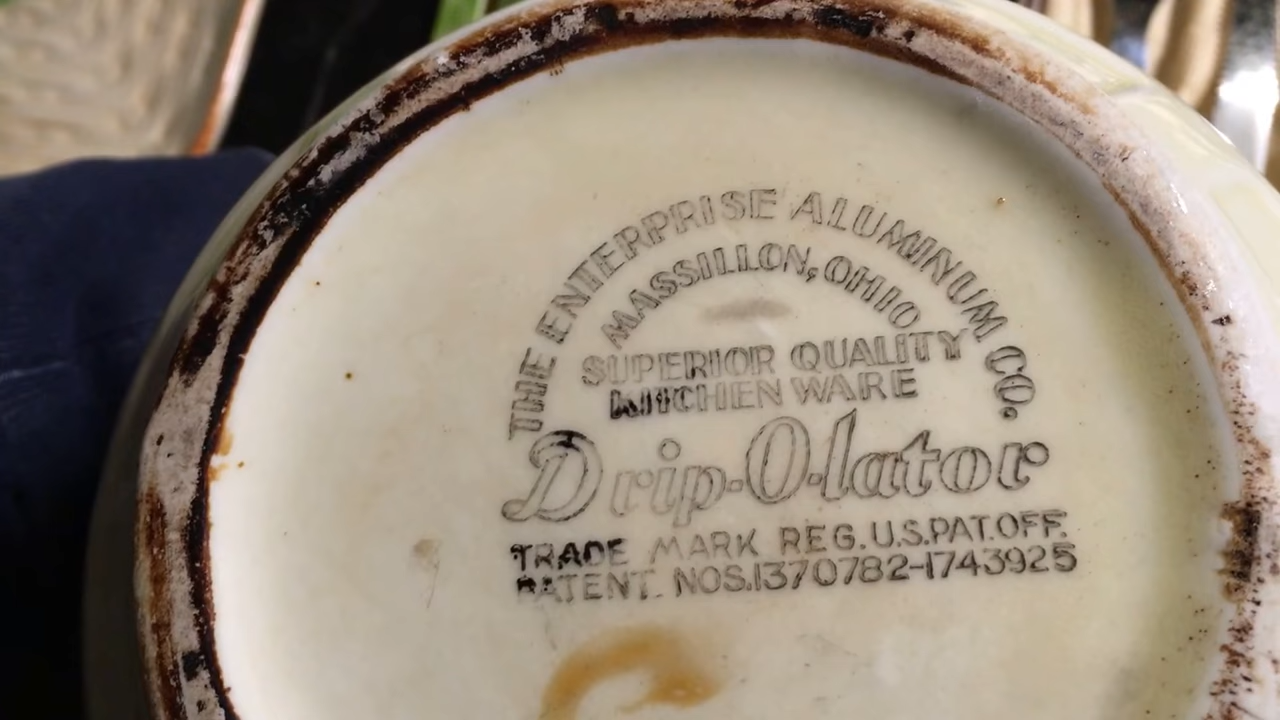 THE ENTERPRISE ALUMINUM CO.
MASSILLON, OHIO
SUPERIOR QUALITY
KITCHEN WARE
Drip-O-lator
TRADE MARK REG. U.S. PAT. OFF.
PATENT. NOS. 1370782-1743925